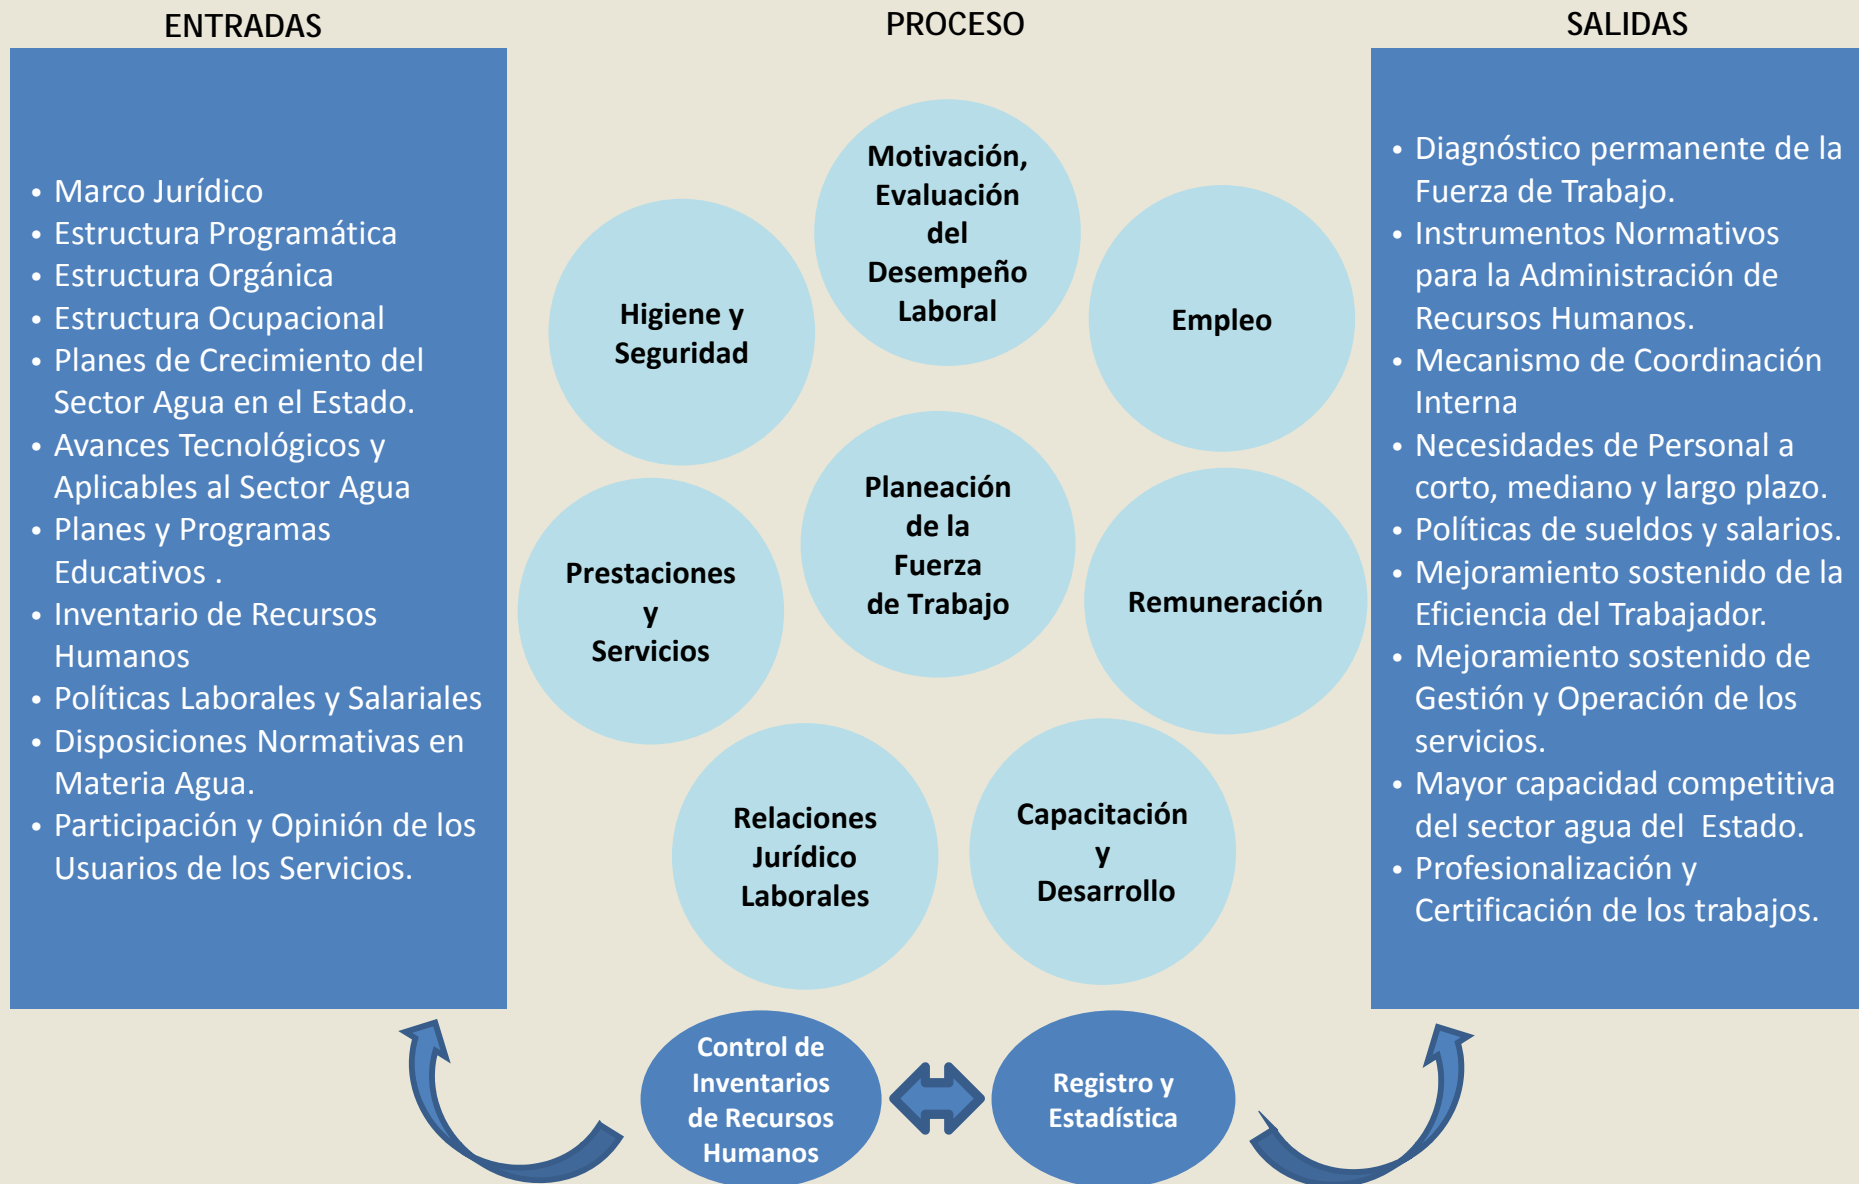 ENTRADAS
• Marco Jurídico
• Estructura Programática
• Estructura Orgánica
• Estructura Ocupacional
• Planes de Crecimiento del
Sector Agua en el Estado.
• Avances Tecnológicos y
Aplicables al Sector Agua
• Planes y Programas
Educativos .
• Inventario de Recursos
Humanos
• Políticas Laborales y Salariales
• Disposiciones Normativas en
Materia Agua.
• Participación y Opinión de los
Usuarios de los Servicios.
PROCESO
Motivación,
Evaluación
del
Desempeño
Laboral
Higiene y
Seguridad
Empleo
Planeación
de la
Fuerza
de Trabajo
Prestaciones
y
Servicios
Remuneración
Relaciones
Jurídico
Laborales
Capacitación
y
Desarrollo
Control de
Inventarios
de Recursos
Humanos
Registro y
Estadística
SALIDAS
• Diagnóstico permanente de la
Fuerza de Trabajo.
• Instrumentos Normativos
para la Administración de
Recursos Humanos.
• Mecanismo de Coordinación
Interna
• Necesidades de Personal a
corto, mediano y largo plazo.
• Políticas de sueldos y salarios.
• Mejoramiento sostenido de la
Eficiencia del Trabajador.
• Mejoramiento sostenido de
Gestión y Operación de los
servicios.
• Mayor capacidad competitiva
del sector agua del  Estado.
• Profesionalización y
Certificación de los trabajos.